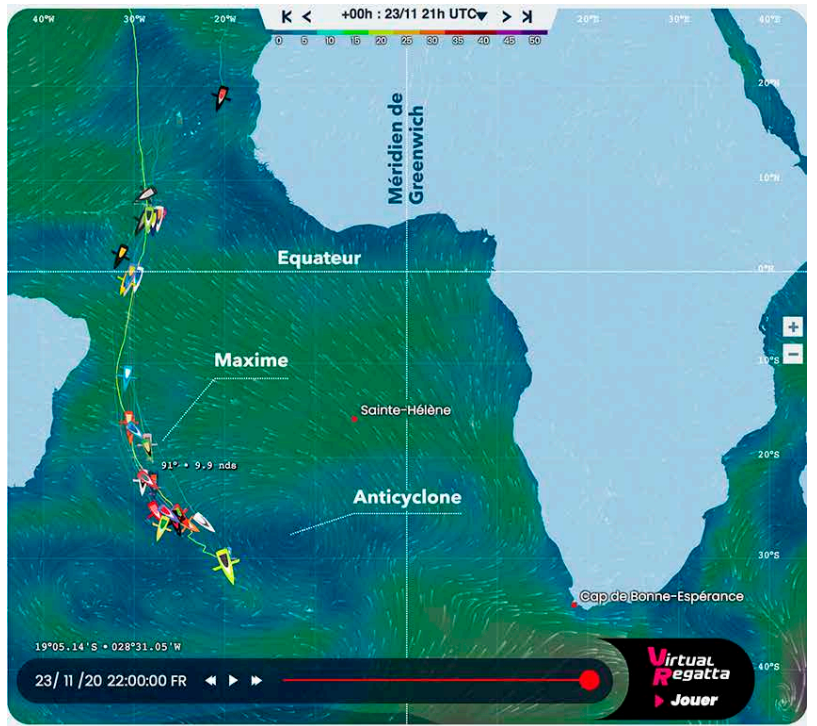 +00h : 23/11 21h UTC
0 5 10 15 20 25 30 35 40 45 50
40°W 30°W 20°W 20°E 30°E 40°E
20°N
Méridien de
Greenwich
10°N
Equateur
0°N
Maxime
10°S
Sainte-Hélène
20°S
91° • 9.9 nds
Anticyclone
30°S
Cap de Bonne-Espérance
19°05.14'S • 028°31.05'W
40°S
Virtual
Regatta
23/ 11 /20 22:00:00 FR
Jouer